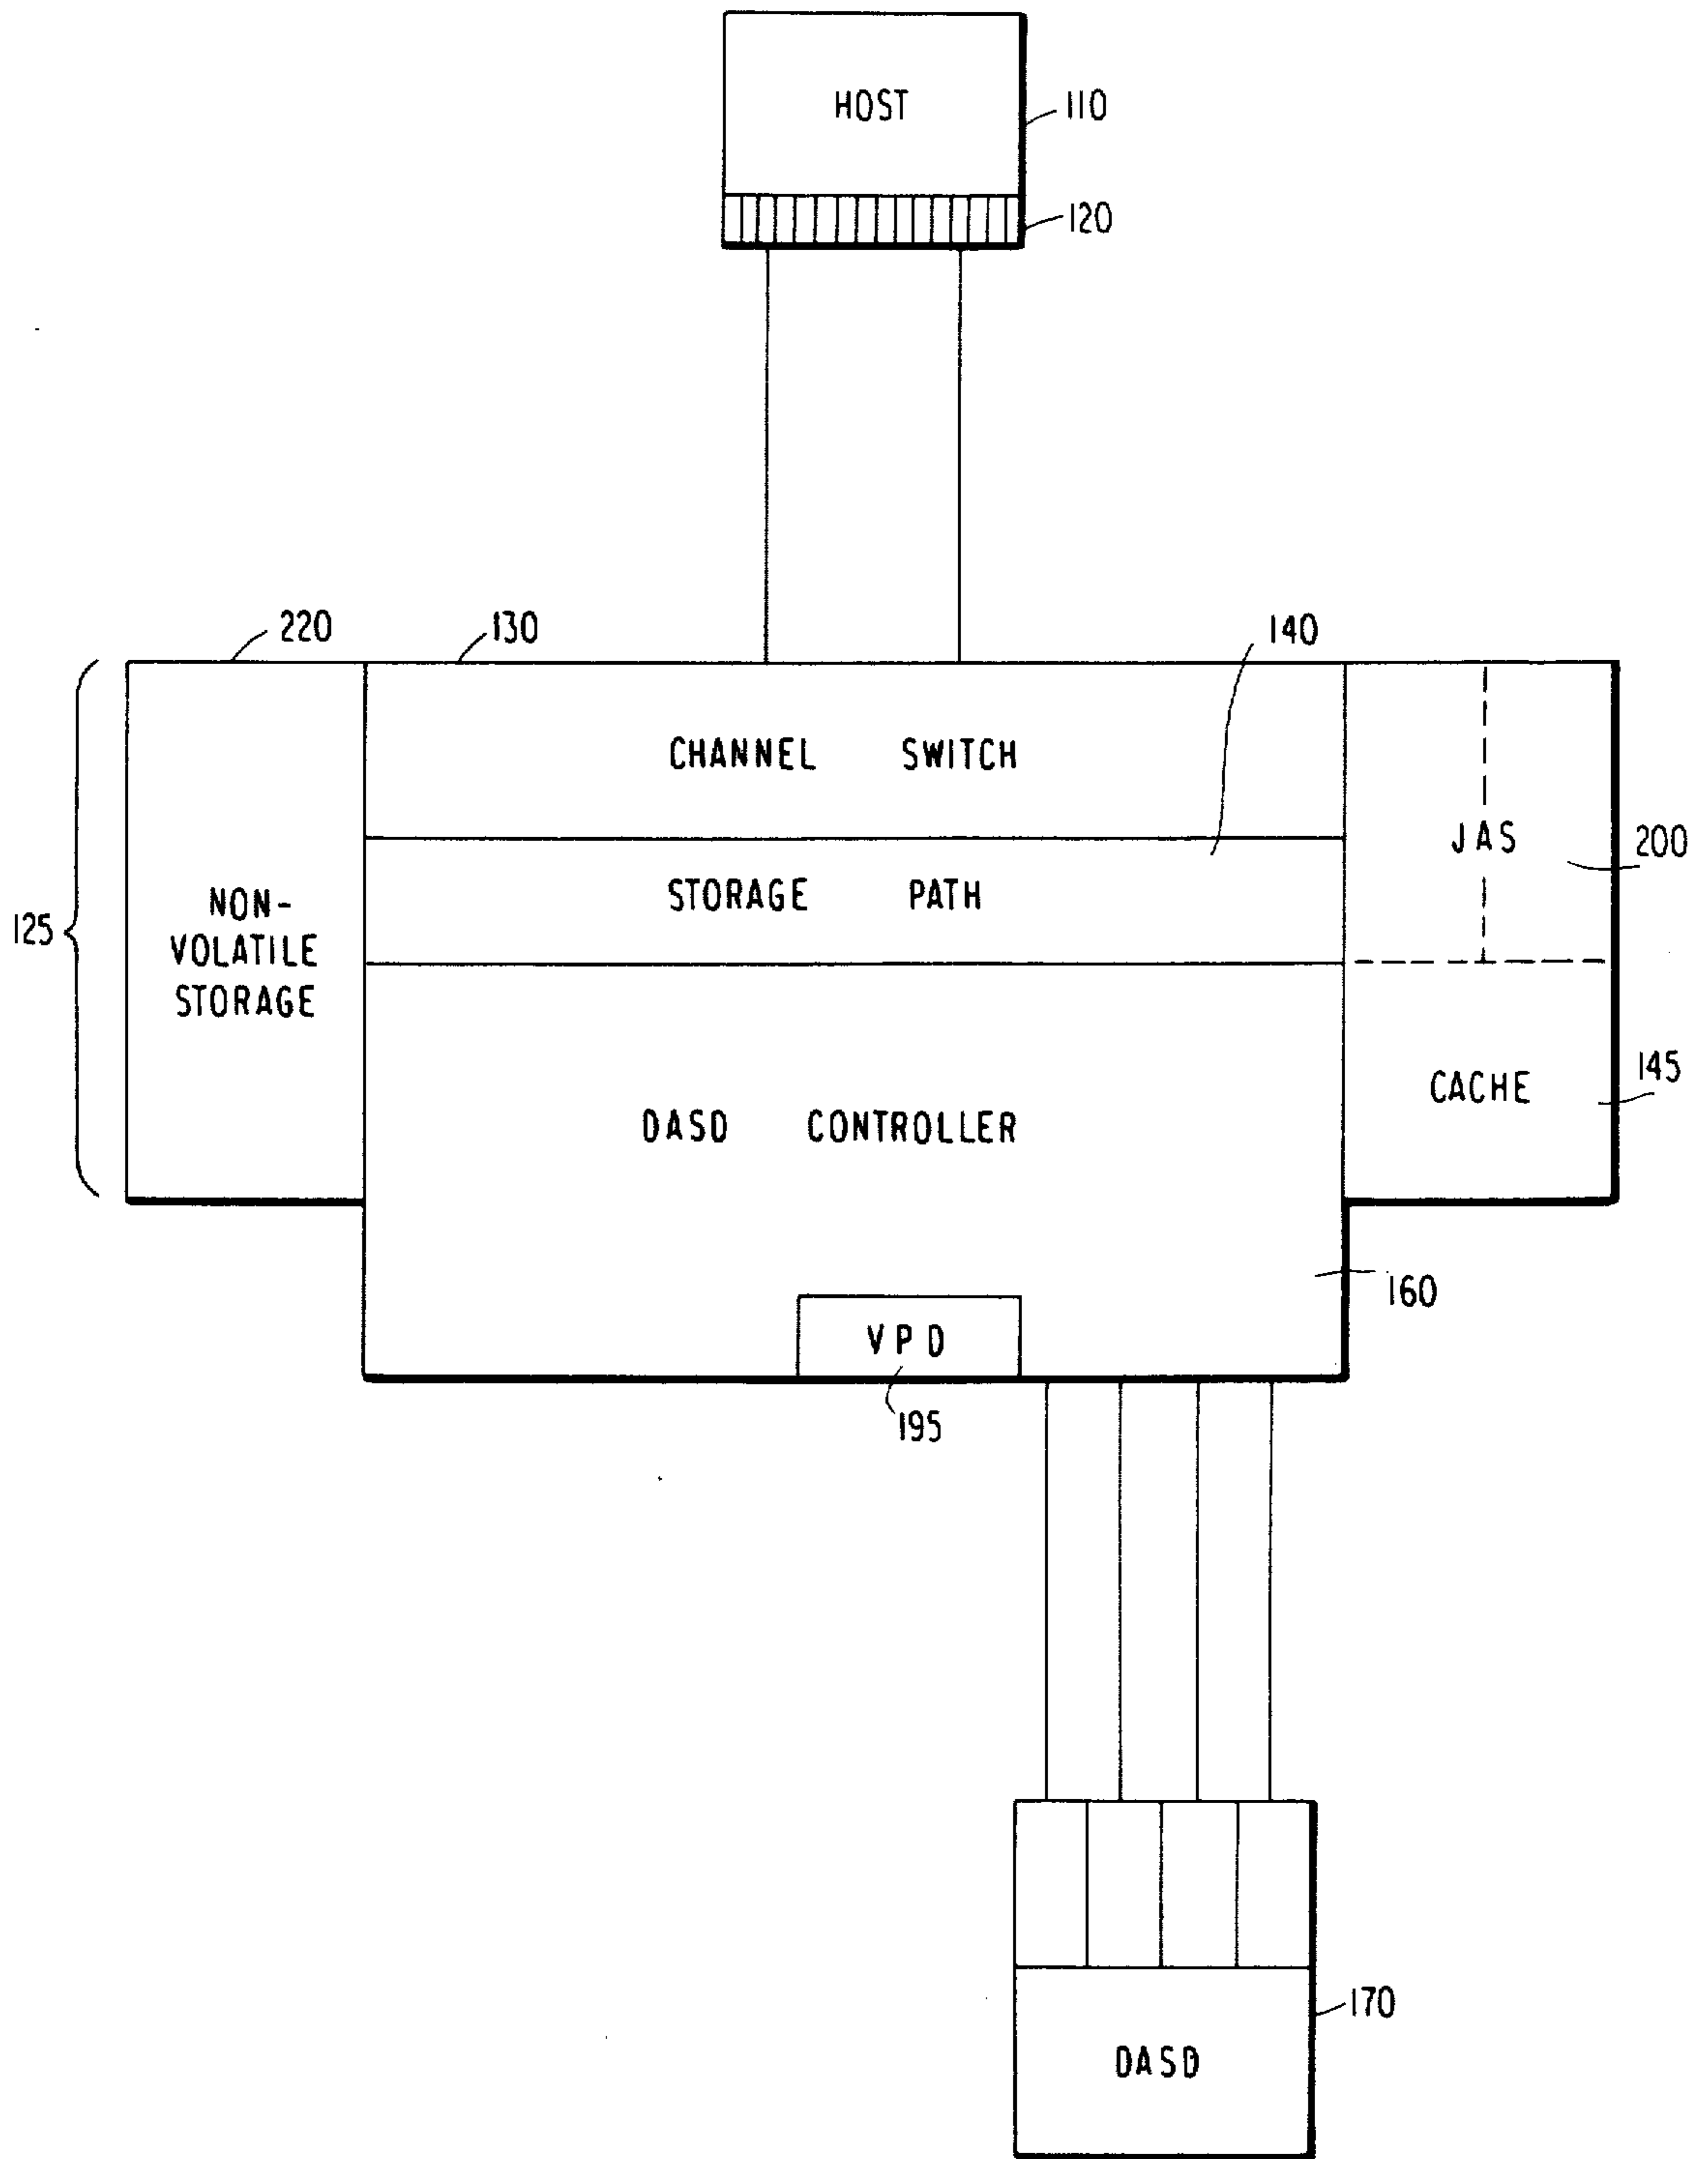 HOST
110
120
220
130
140
CHANNEL SWITCH
JAS
200
STORAGE PATH
NON-
VOLATILE
STORAGE
125
CACHE
145
DASD CONTROLLER
160
VPD
195
170
DASD